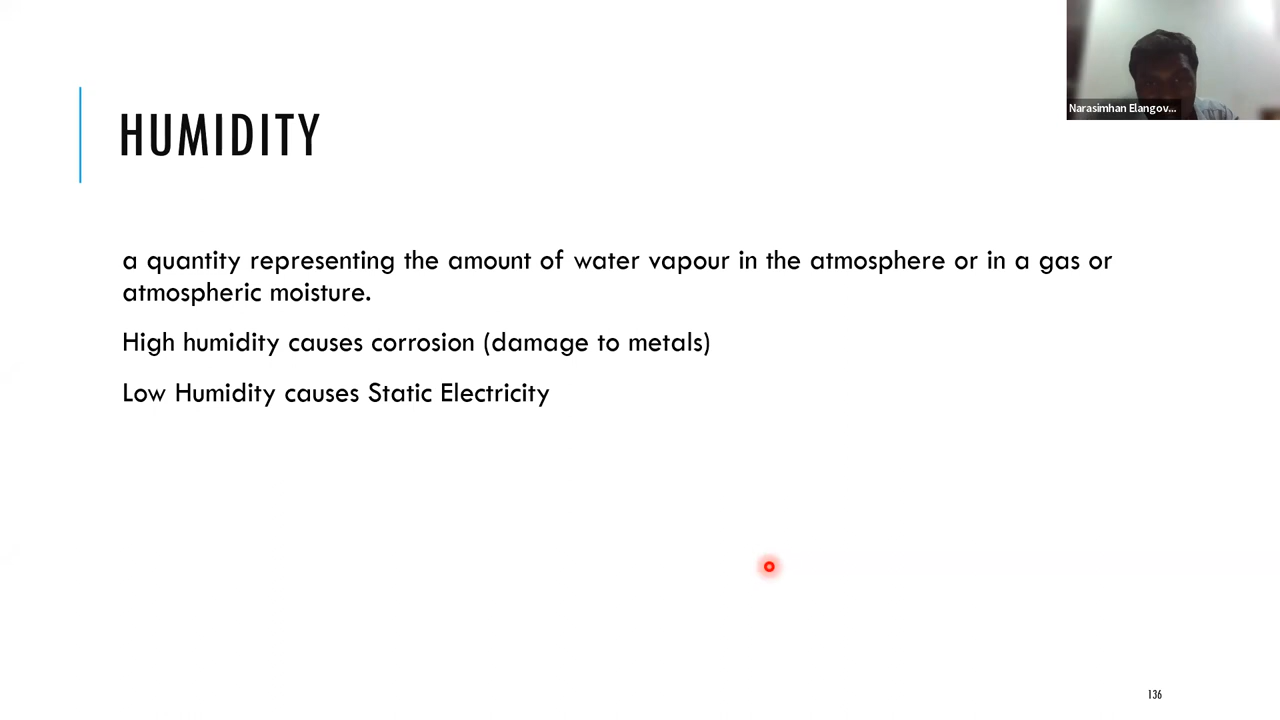 Narasimhan Elangov...
HUMIDITY
a quantity representing the amount of water vapour in the atmosphere or in a gas or
atmospheric moisture.
High humidity causes corrosion (damage to metals)
Low Humidity causes Static Electricity
136